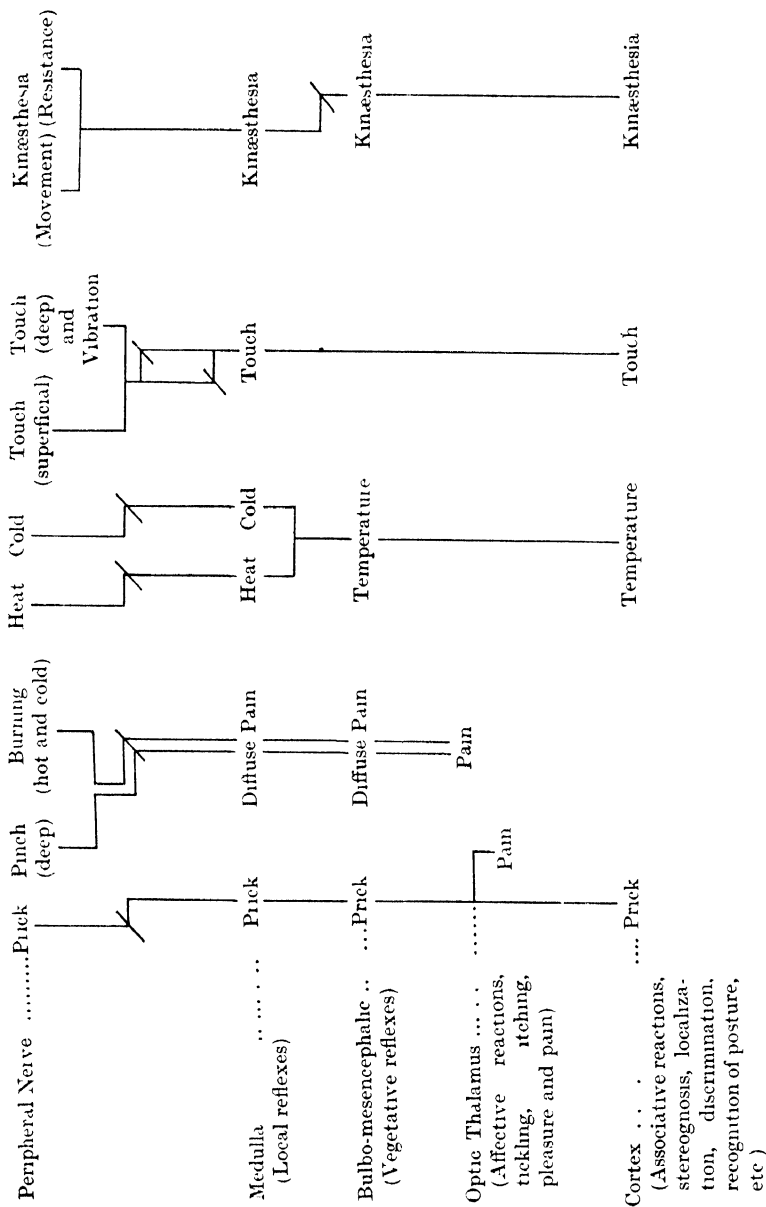 Peripheral Nerve .........Prick Pinch Burning Heat Cold Touch Touch Kinæsthesia
(deep) (hot and cold) (superficial) (deep) (Movement) (Resistance)
and
Vibration
Medulla .. ... . .. Prick Diffuse Pain Heat Cold Touch Kinæsthesia
(Local reflexes)
Bulbo-mesencephalic .. ...Prick Diffuse Pain Temperature Kinæsthesia
(Vegetative reflexes)
Optic Thalamus ... . . ......
(Affective reactions, Pain Pain
tickling, itching,
pleasure and pain)
Cortex . . . .... Prick Temperature Touch Kinæsthesia
(Associative reactions,
stereognosis, localiza-
tion, discrimination,
recognition of posture,
etc )